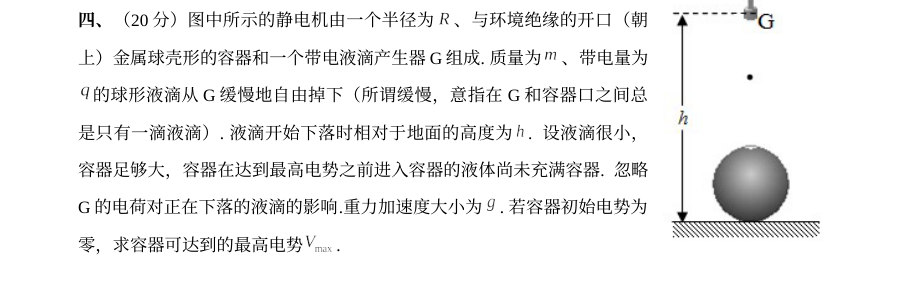 四、（20 分）图中所示的静电机由一个半径为 R 、与环境绝缘的开口（朝
上）金属球壳形的容器和一个带电液滴产生器 G 组成. 质量为 m 、带电量为
q 的球形液滴从 G 缓慢地自由掉下（所谓缓慢，意指在 G 和容器口之间总
是只有一滴液滴）. 液滴开始下落时相对于地面的高度为 h . 设液滴很小，
容器足够大，容器在达到最高电势之前进入容器的液体尚未充满容器. 忽略
G 的电荷对正在下落的液滴的影响.重力加速度大小为 g . 若容器初始电势为
零，求容器可达到的最高电势 Vmax .
G
h